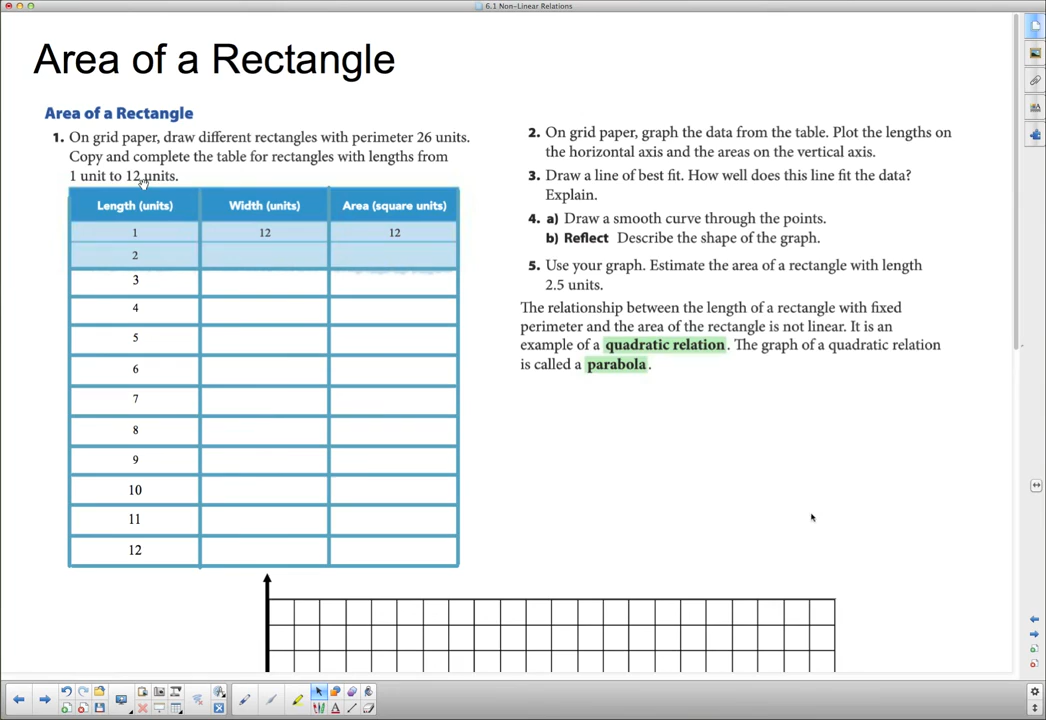 6.1 Non-Linear Relations
Area of a Rectangle
Area of a Rectangle
1. On grid paper, draw different rectangles with perimeter 26 units.
Copy and complete the table for rectangles with lengths from
1 unit to 12 units.
Length (units) Width (units) Area (square units)
1 12 12
2
3
4
5
6
7
8
9
10
11
12
2. On grid paper, graph the data from the table. Plot the lengths on
the horizontal axis and the areas on the vertical axis.
3. Draw a line of best fit. How well does this line fit the data?
Explain.
4. a) Draw a smooth curve through the points.
b) Reflect Describe the shape of the graph.
5. Use your graph. Estimate the area of a rectangle with length
2.5 units.
The relationship between the length of a rectangle with fixed
perimeter and the area of the rectangle is not linear. It is an
example of a quadratic relation. The graph of a quadratic relation
is called a parabola.